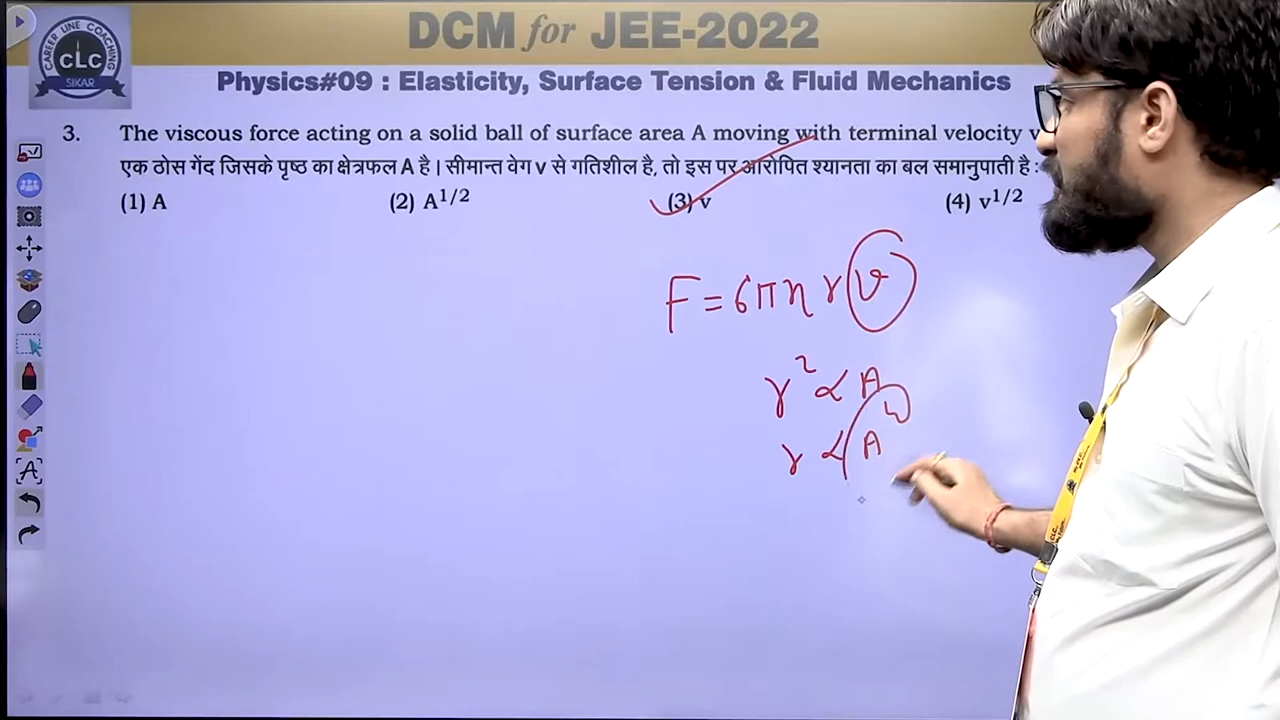 DCM for JEE-2022
CAREER LINE COACHING
CLC
SIKAR
Physics#09 : Elasticity, Surface Tension & Fluid Mechanics
3. The viscous force acting on a solid ball of surface area A moving with terminal velocity v
एक ठोस गेंद जिसके पृष्ठ का क्षेत्रफल A है। सीमान्त वेग v से गतिशील है, तो इस पर आरोपित श्यानता का बल समानुपाती है :
(1) A (2) A^1/2 (3) v (4) v^1/2
F = 6πηrv
r² ∝ A
r ∝ A